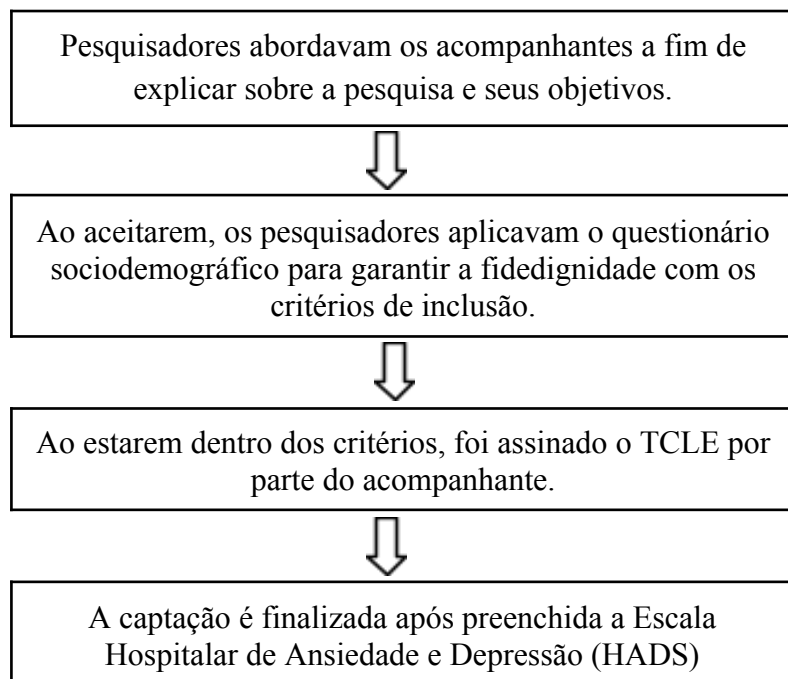 Pesquisadores abordavam os acompanhantes a fim de
explicar sobre a pesquisa e seus objetivos.
Ao aceitarem, os pesquisadores aplicavam o questionário
sociodemográfico para garantir a fidedignidade com os
critérios de inclusão.
Ao estarem dentro dos critérios, foi assinado o TCLE por
parte do acompanhante.
A captação é finalizada após preenchida a Escala
Hospitalar de Ansiedade e Depressão (HADS)